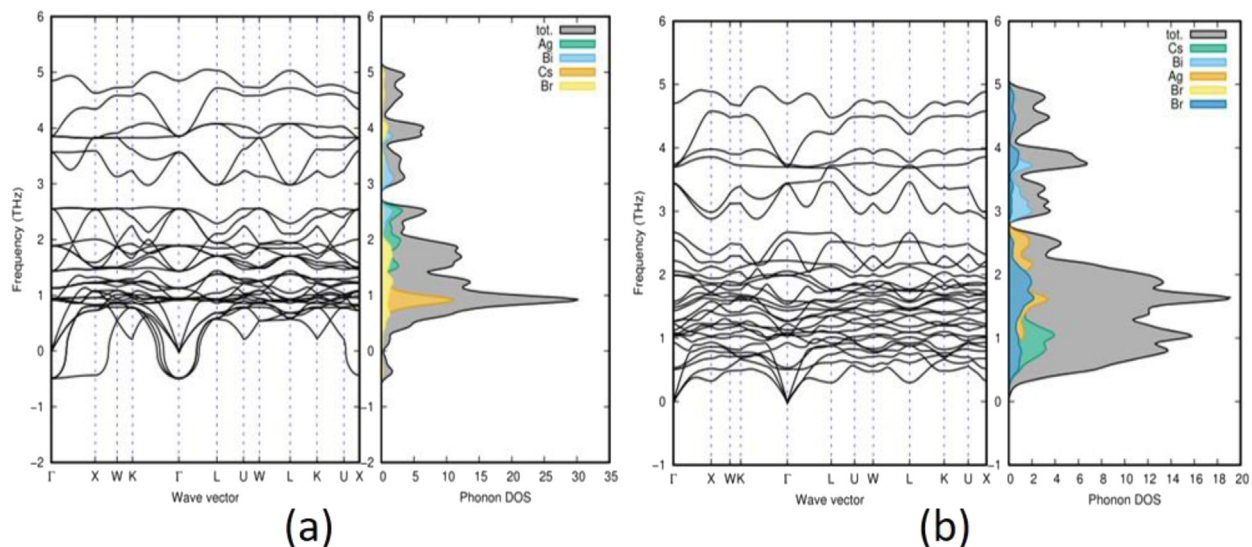 6
5
4
3
2
1
0
−1
−2
Frequency (THz)
Γ X W K Γ L U W L K U X
Wave vector
6
5
4
3
2
1
0
−1
−2
tot.
Ag
Bi
Cs
Br
0 5 10 15 20 25 30 35
Phonon DOS
(a)
6
5
4
3
2
1
0
−1
Frequency (THz)
Γ X W K Γ L U W L K U X
Wave vector
6
5
4
3
2
1
0
−1
tot.
Cs
Bi
Ag
Br
Br
0 2 4 6 8 10 12 14 16 18 20
Phonon DOS
(b)